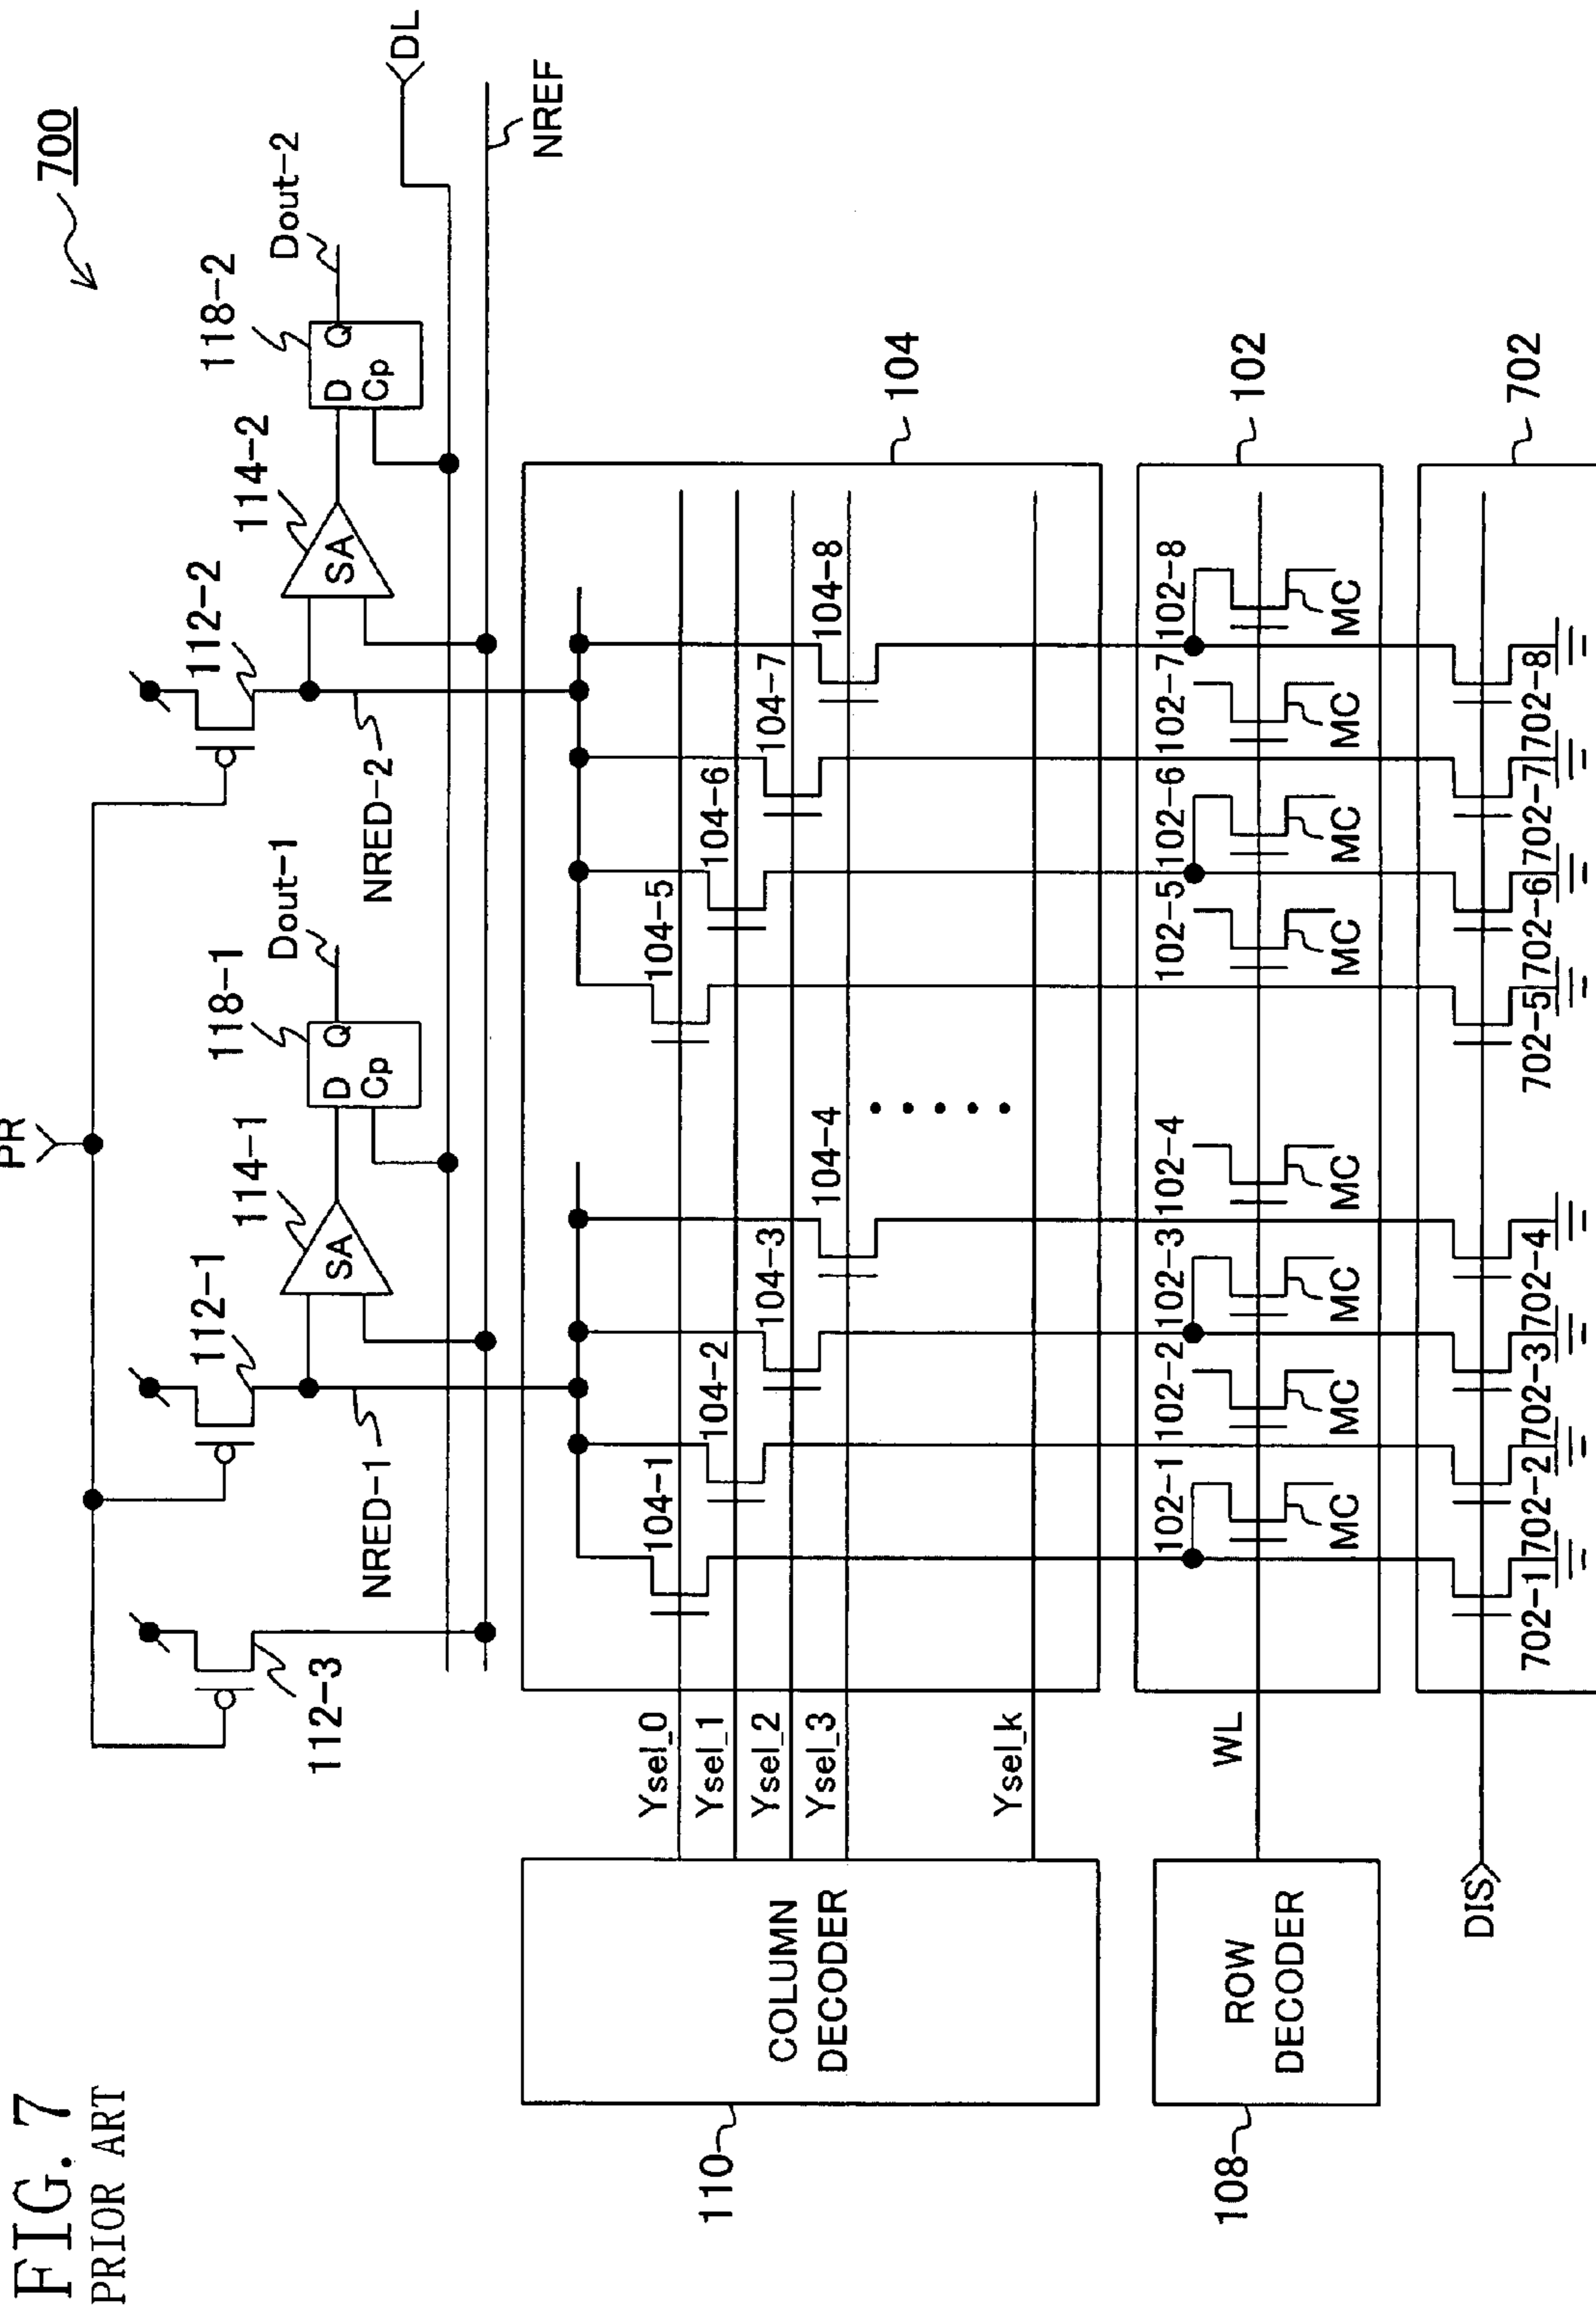 FIG. 7
PRIOR ART
700
PR
112-3
112-1
112-2
NRED-1
NRED-2
114-1
114-2
SA
SA
118-1
118-2
D
Q
Cp
D
Q
Cp
Dout-1
Dout-2
DL
NREF
110
COLUMN
DECODER
Ysel_0
Ysel_1
Ysel_2
Ysel_3
Ysel_k
104
104-1
104-2
104-3
104-4
104-5
104-6
104-7
104-8
108
ROW
DECODER
WL
102
102-1
102-2
102-3
102-4
102-5
102-6
102-7
102-8
MC
MC
MC
MC
MC
MC
MC
MC
DIS
702
702-1
702-2
702-3
702-4
702-5
702-6
702-7
702-8